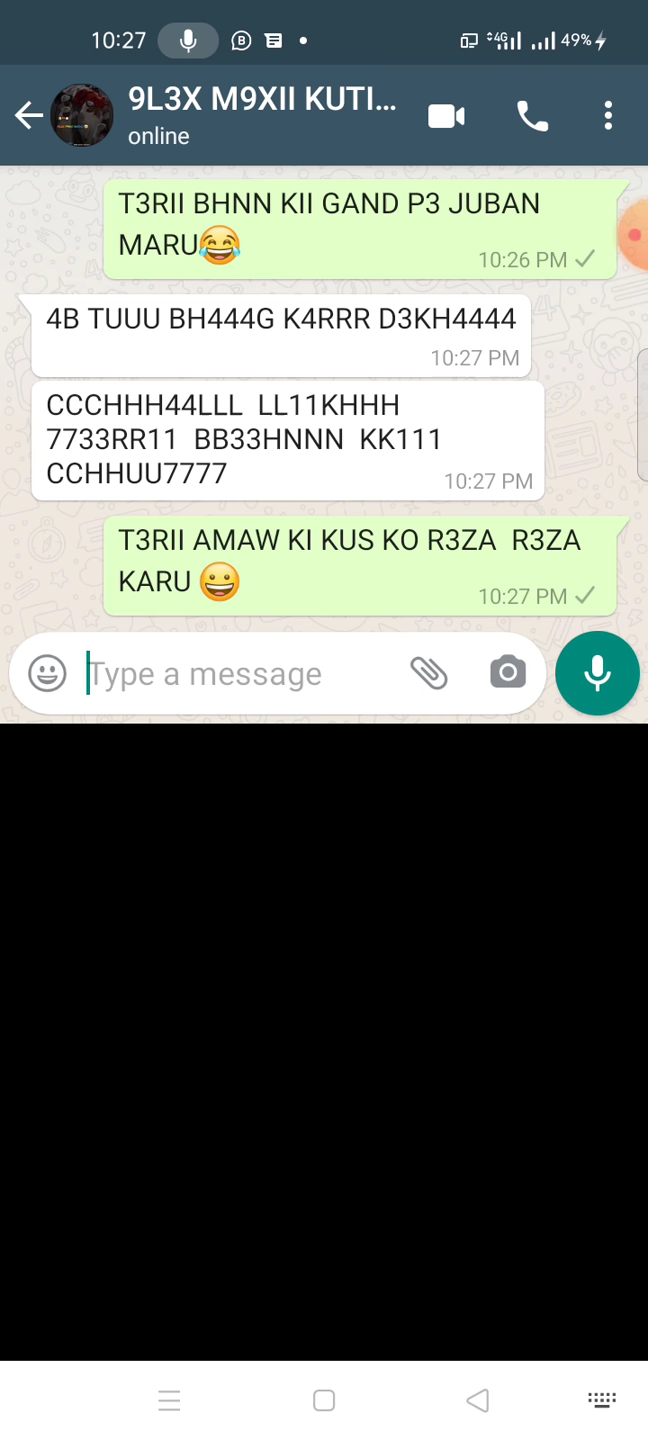 10:27
4G 49%
9L3X M9XII KUTI...
online
T3RII BHNN KII GAND P3 JUBAN
MARU😂
10:26 PM
4B TUUU BH444G K4RRR D3KH4444
10:27 PM
CCCHHH44LLL LL11KHHH
7733RR11 BB33HNNN KK111
CCHHUU7777
10:27 PM
T3RII AMAW KI KUS KO R3ZA R3ZA
KARU 😀
10:27 PM
Type a message